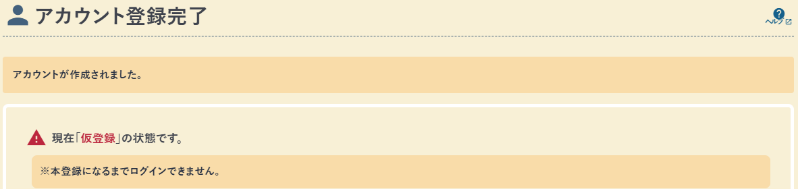 アカウント登録完了
ヘルプ
アカウントが作成されました。
現在「仮登録」の状態です。
※本登録になるまでログインできません。